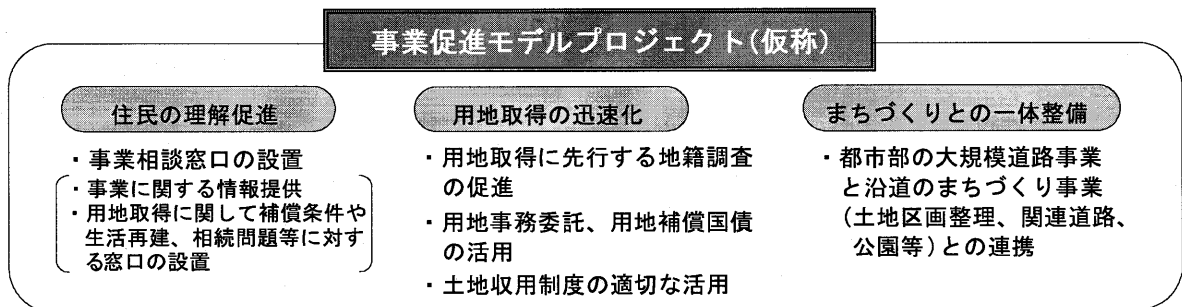 事業促進モデルプロジェクト(仮称)
住民の理解促進
・事業相談窓口の設置
・事業に関する情報提供
・用地取得に関して補償条件や
生活再建、相続問題等に対す
る窓口の設置
用地取得の迅速化
・用地取得に先行する地籍調査
の促進
・用地事務委託、用地補償国債
の活用
・土地収用制度の適切な活用
まちづくりとの一体整備
・都市部の大規模道路事業
と沿道のまちづくり事業
(土地区画整理、関連道路、
公園等)との連携